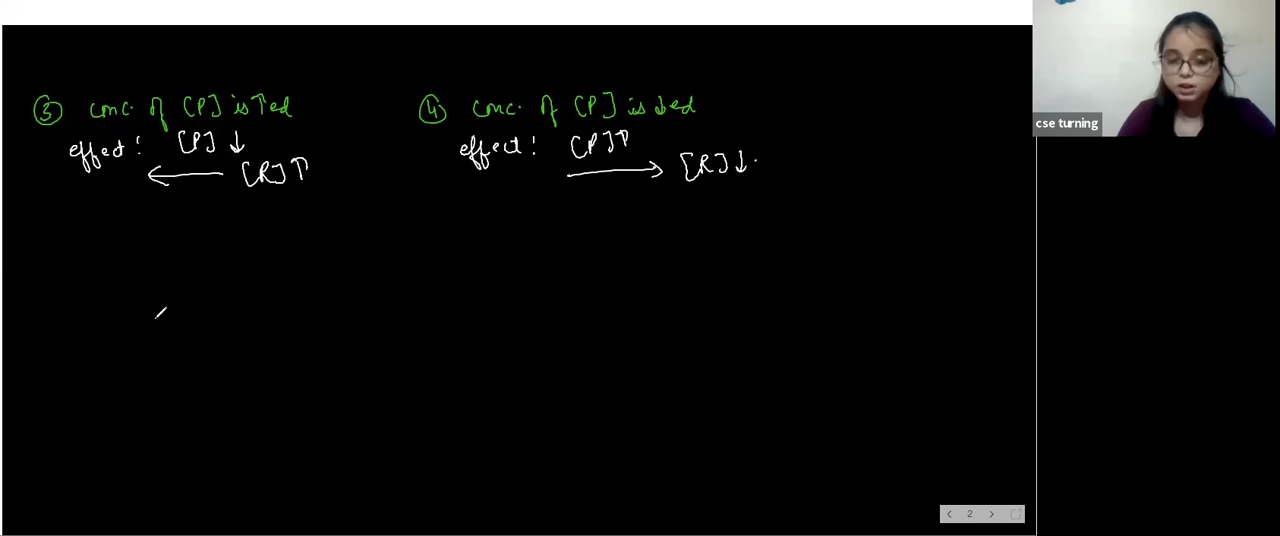 ③ conc. of [P] is ↑ed
effect: [P] ↓
← [R] ↑
④ conc. of [P] is ↓ed
effect: [P] ↑
→ [R] ↓.
cse turning
< 2 >